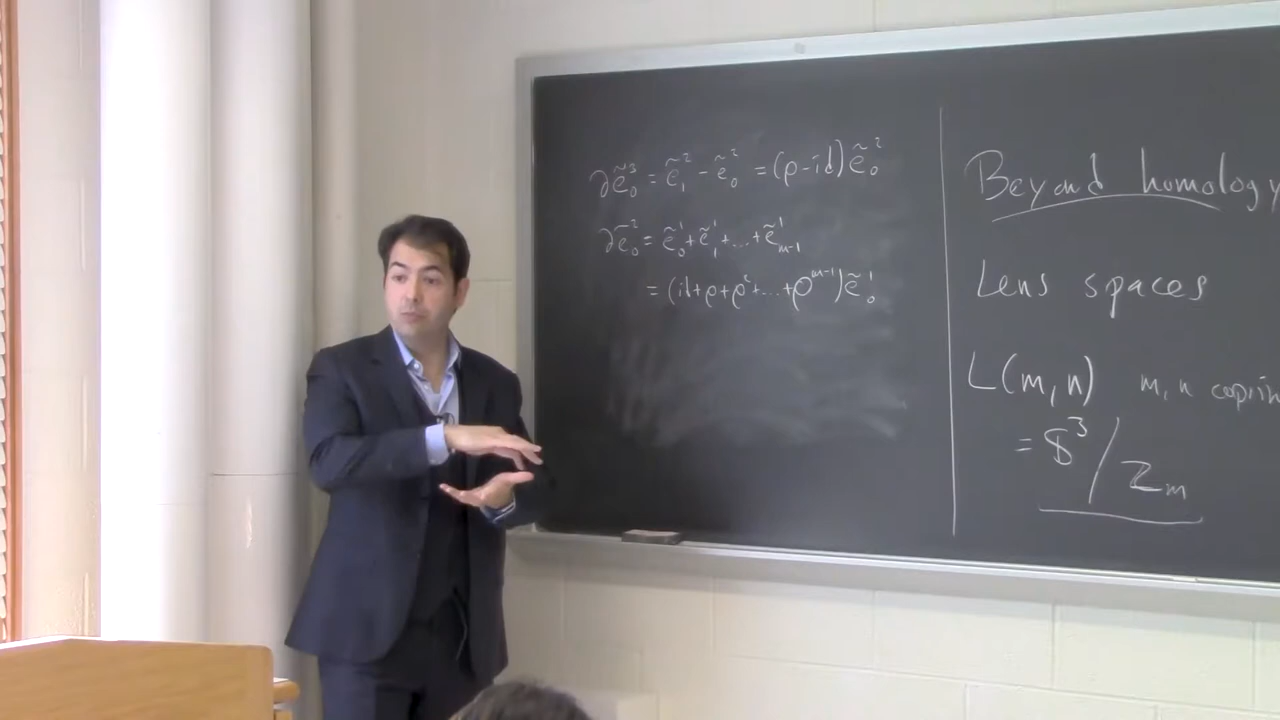 ∂ẽ₀³ = ẽ₁² - ẽ₀² = (ρ - id) ẽ₀²
∂ẽ₀² = ẽ₀¹ + ẽ₁¹ + ... + ẽ¹ₘ₋₁
= (id + ρ + ρ² + ... + ρᵐ⁻¹) ẽ₀¹
Beyond homology
Lens spaces
L(m, n) m, n
= S³ / Zₘ